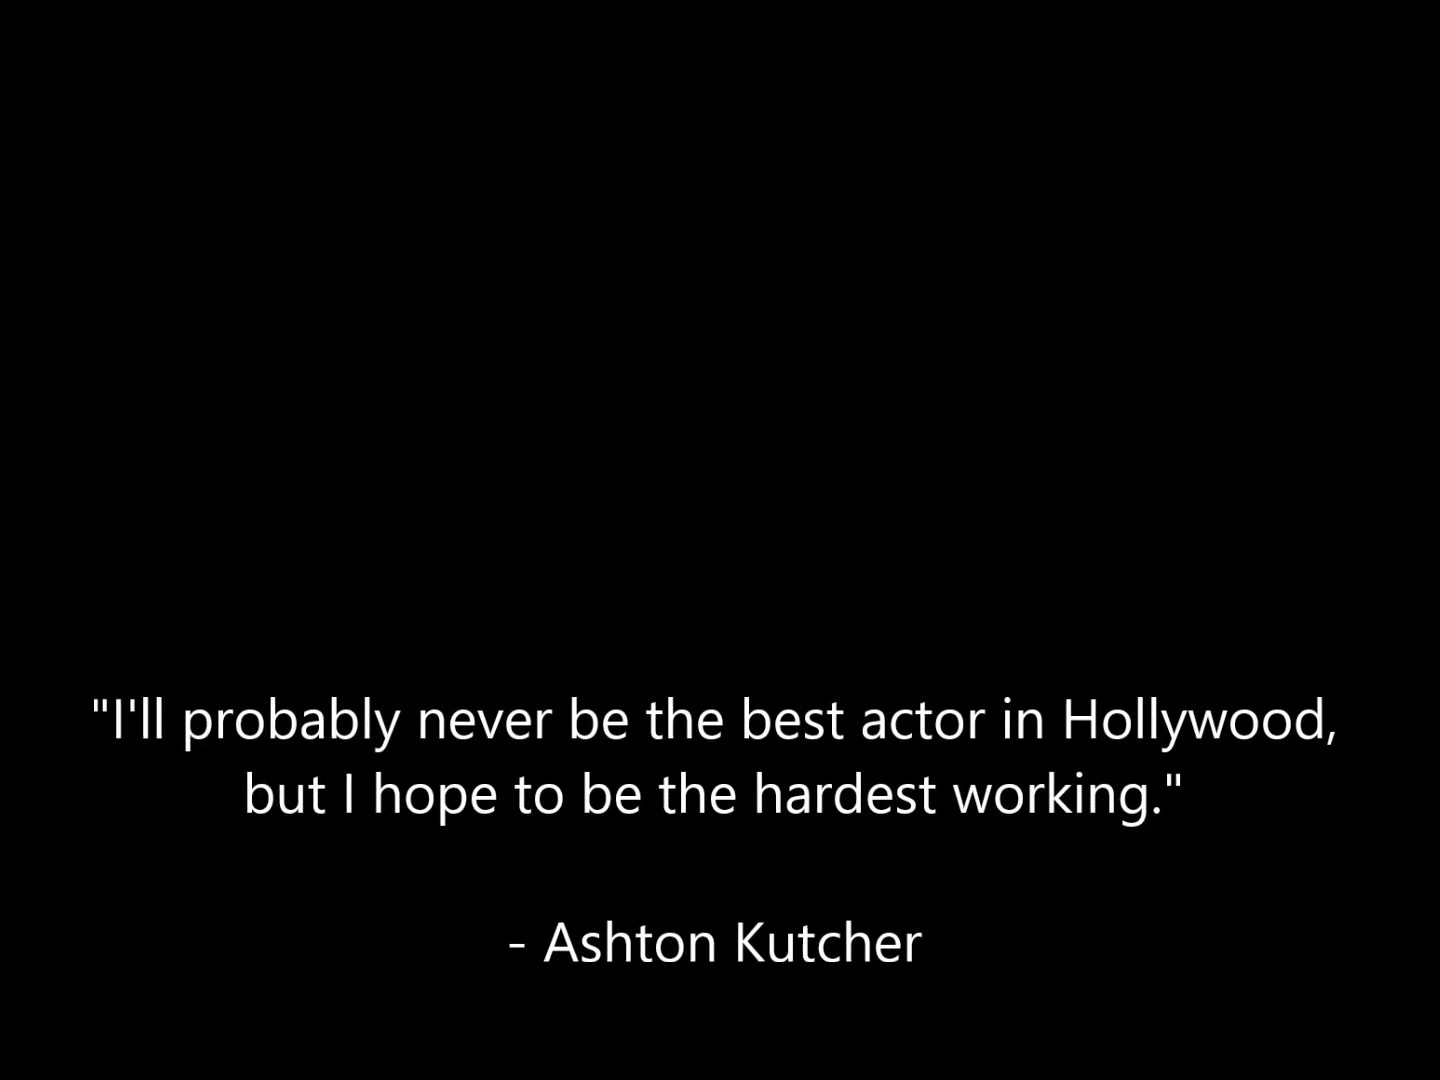 "I'll probably never be the best actor in Hollywood,
but I hope to be the hardest working."
- Ashton Kutcher